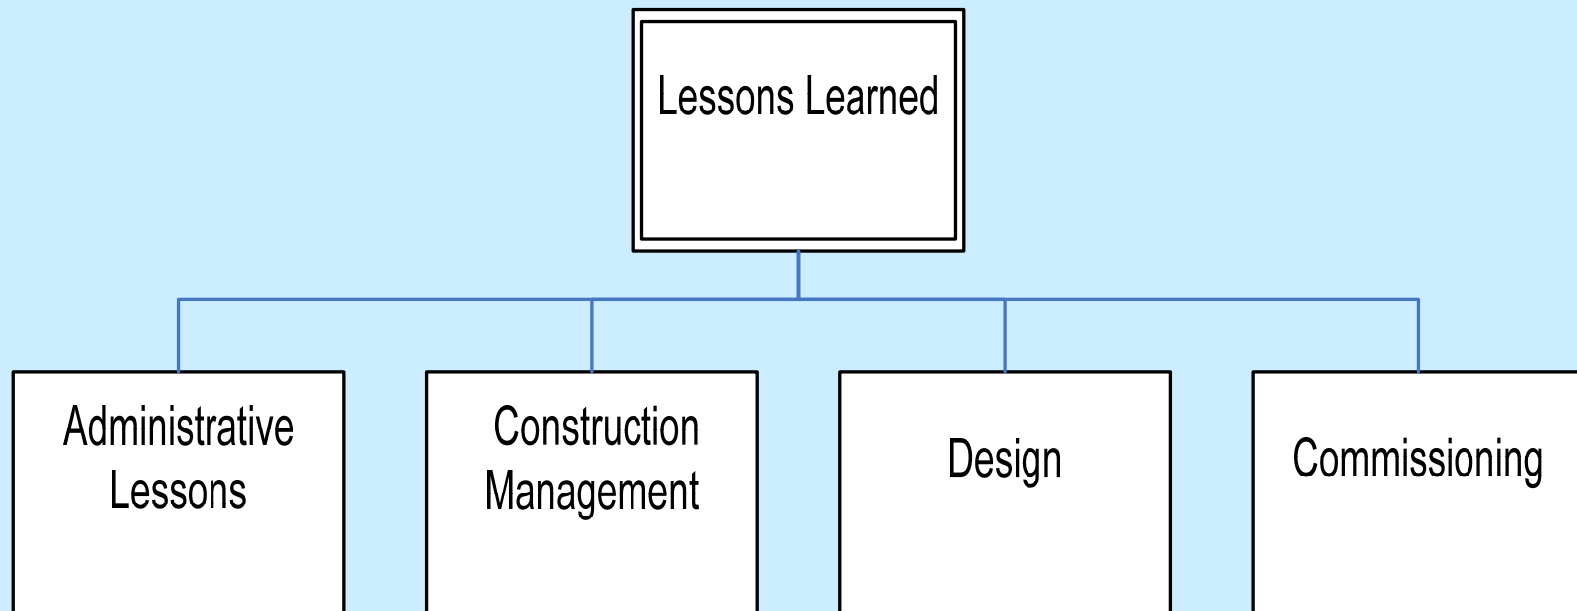 Lessons Learned
Administrative
Lessons
Construction
Management
Design
Commissioning